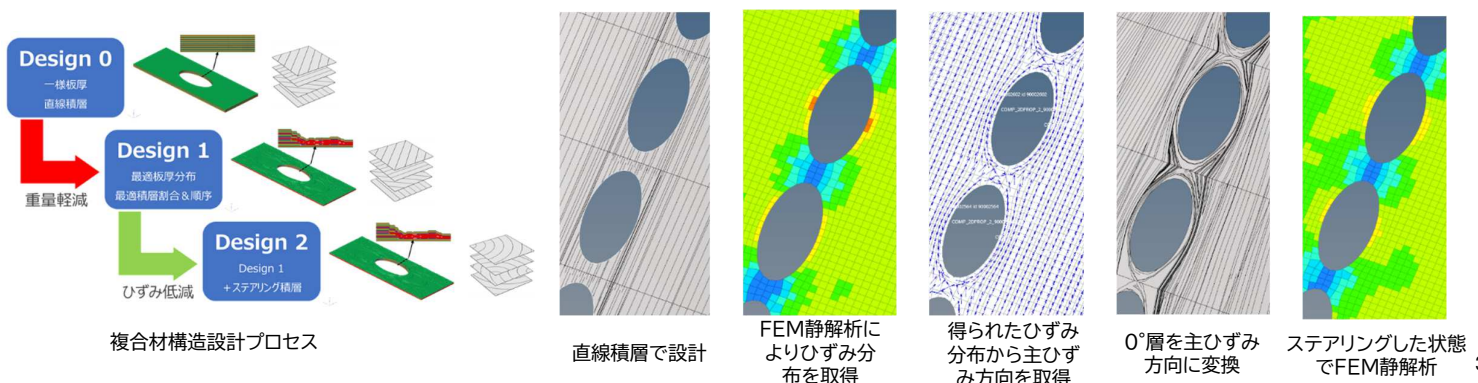 Design 0
一様板厚
直線積層
重量軽減
Design 1
最適板厚分布
最適積層割合&順序
ひずみ低減
Design 2
Design 1
+ステアリング積層
複合材構造設計プロセス
直線積層で設計
FEM静解析に
よりひずみ分
布を取得
COMP_2DPROP_2_9000
COMP_2DPROP_2_9000
得られたひずみ
分布から主ひず
み方向を取得
0°層を主ひずみ
方向に変換
ステアリングした状態
でFEM静解析